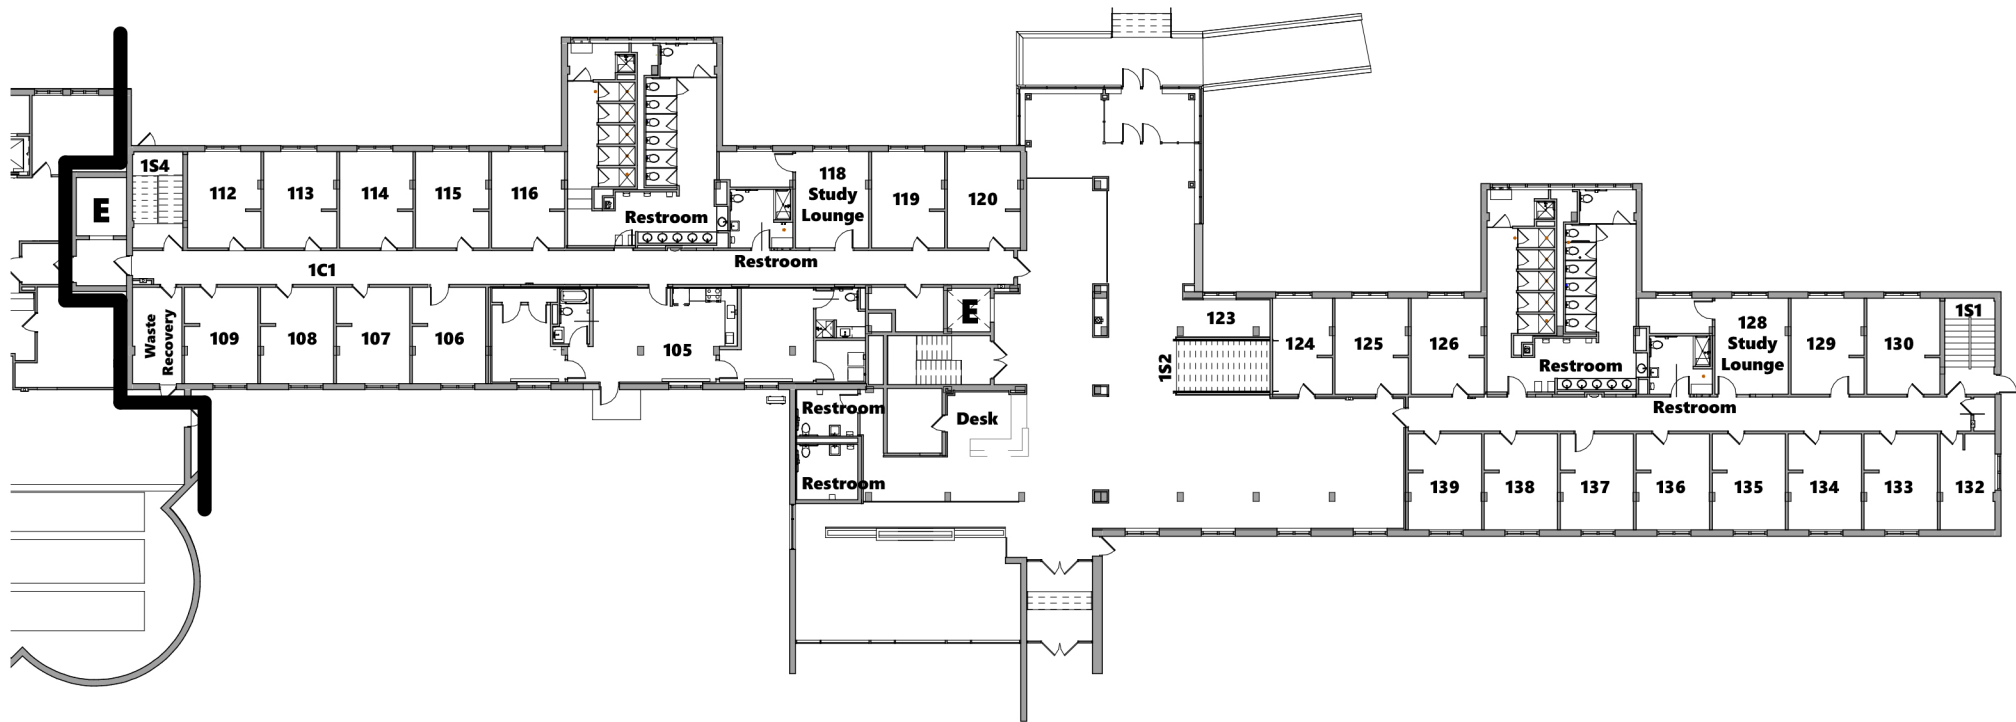 1S4
112
113
114
115
116
118
Study
Lounge
119
120
E
Restroom
Restroom
1C1
Waste
Recovery
109
108
107
106
105
E
Restroom
Desk
Restroom
123
1S2
124
125
126
Restroom
128
Study
Lounge
129
130
1S1
Restroom
139
138
137
136
135
134
133
132